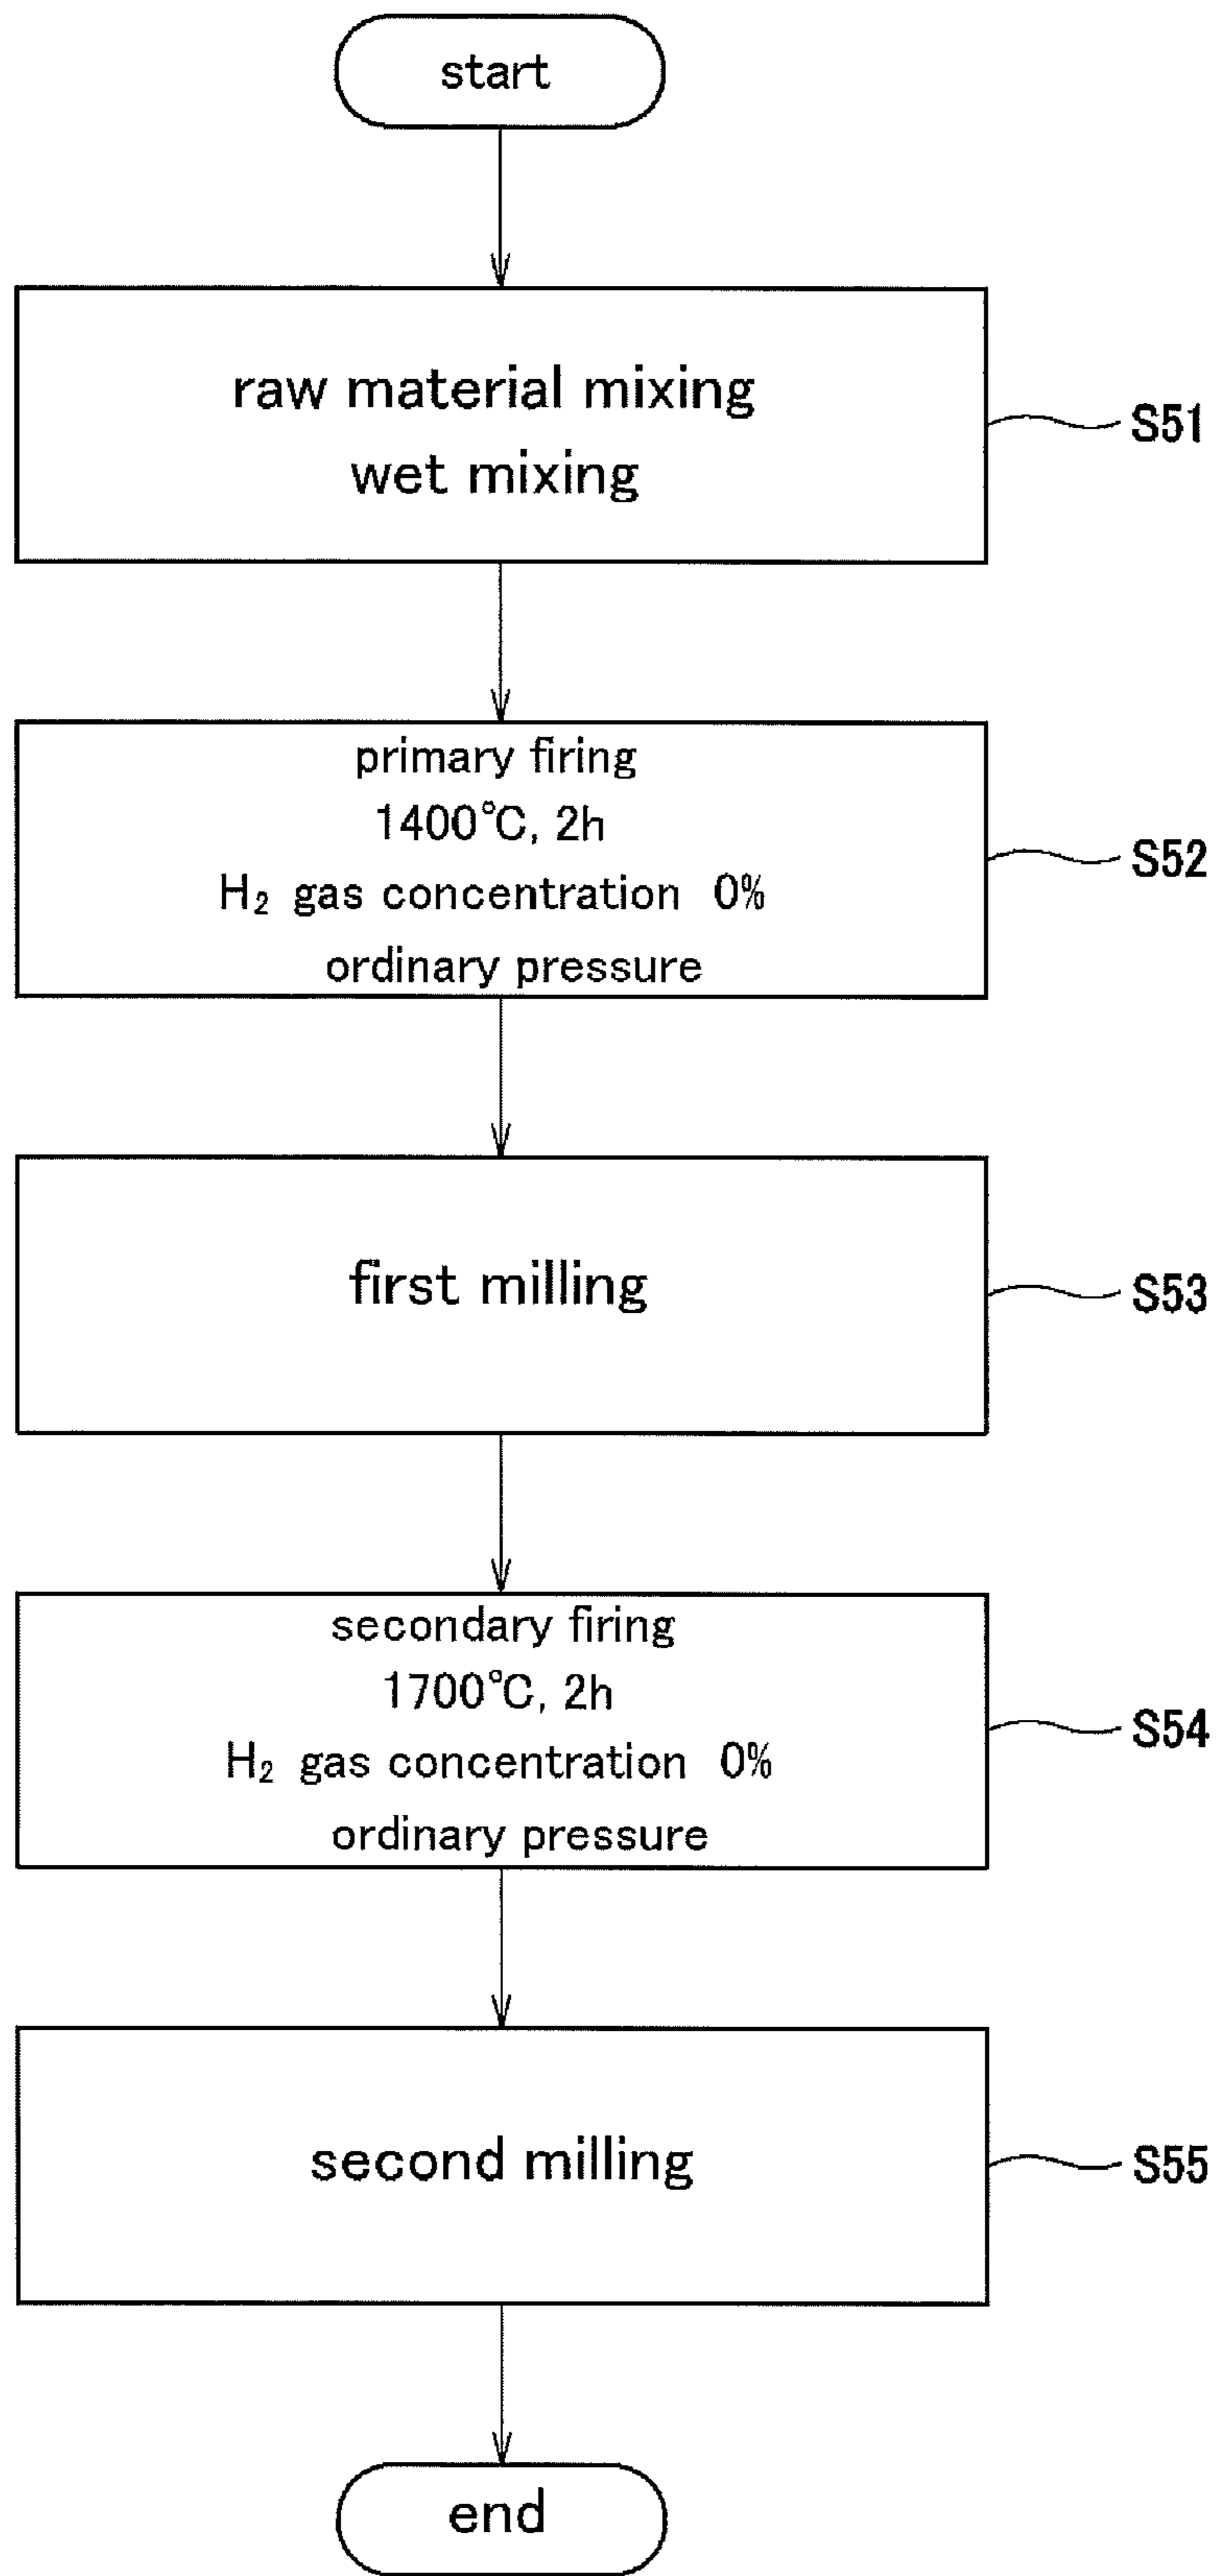 start
raw material mixing
wet mixing
S51
primary firing
1400℃, 2h
H₂ gas concentration 0%
ordinary pressure
S52
first milling
S53
secondary firing
1700℃, 2h
H₂ gas concentration 0%
ordinary pressure
S54
second milling
S55
end